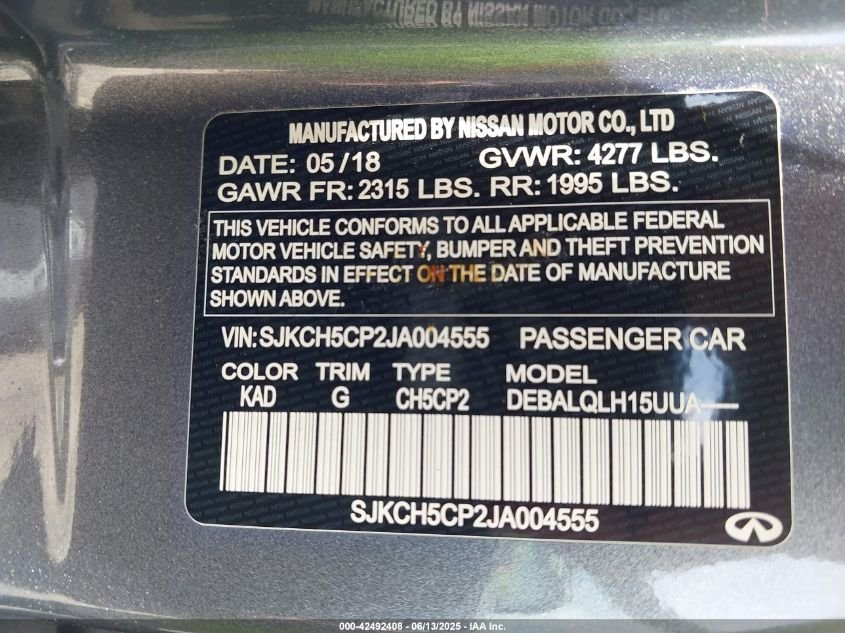 MANUFACTURED BY NISSAN MOTOR CO., LTD
DATE: 05/18 GVWR: 4277 LBS.
GAWR FR: 2315 LBS. RR: 1995 LBS.
THIS VEHICLE CONFORMS TO ALL APPLICABLE FEDERAL
MOTOR VEHICLE SAFETY, BUMPER AND THEFT PREVENTION
STANDARDS IN EFFECT ON THE DATE OF MANUFACTURE
SHOWN ABOVE.
VIN:SJKCH5CP2JA004555 PASSENGER CAR
COLOR TRIM TYPE MODEL
KAD G CH5CP2 DEBALQLH15UUA-----
SJKCH5CP2JA004555
000-42492408 - 06/13/2025 - IAA Inc.